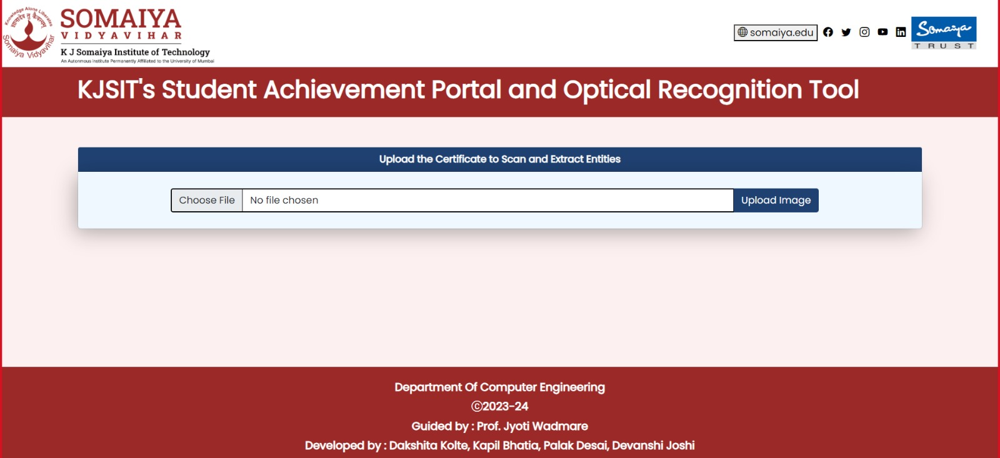 Knowledge Alone Liberates
Somaiya Vidyavihar
SOMAIYA
VIDYAVIHAR
K J Somaiya Institute of Technology
An Autonmous Institute Permanently Affiliated to the University of Mumbai
somaiya.edu
Somaiya
TRUST
KJSIT's Student Achievement Portal and Optical Recognition Tool
Upload the Certificate to Scan and Extract Entities
Choose File No file chosen Upload Image
Department Of Computer Engineering
©2023-24
Guided by : Prof. Jyoti Wadmare
Developed by : Dakshita Kolte, Kapil Bhatia, Palak Desai, Devanshi Joshi